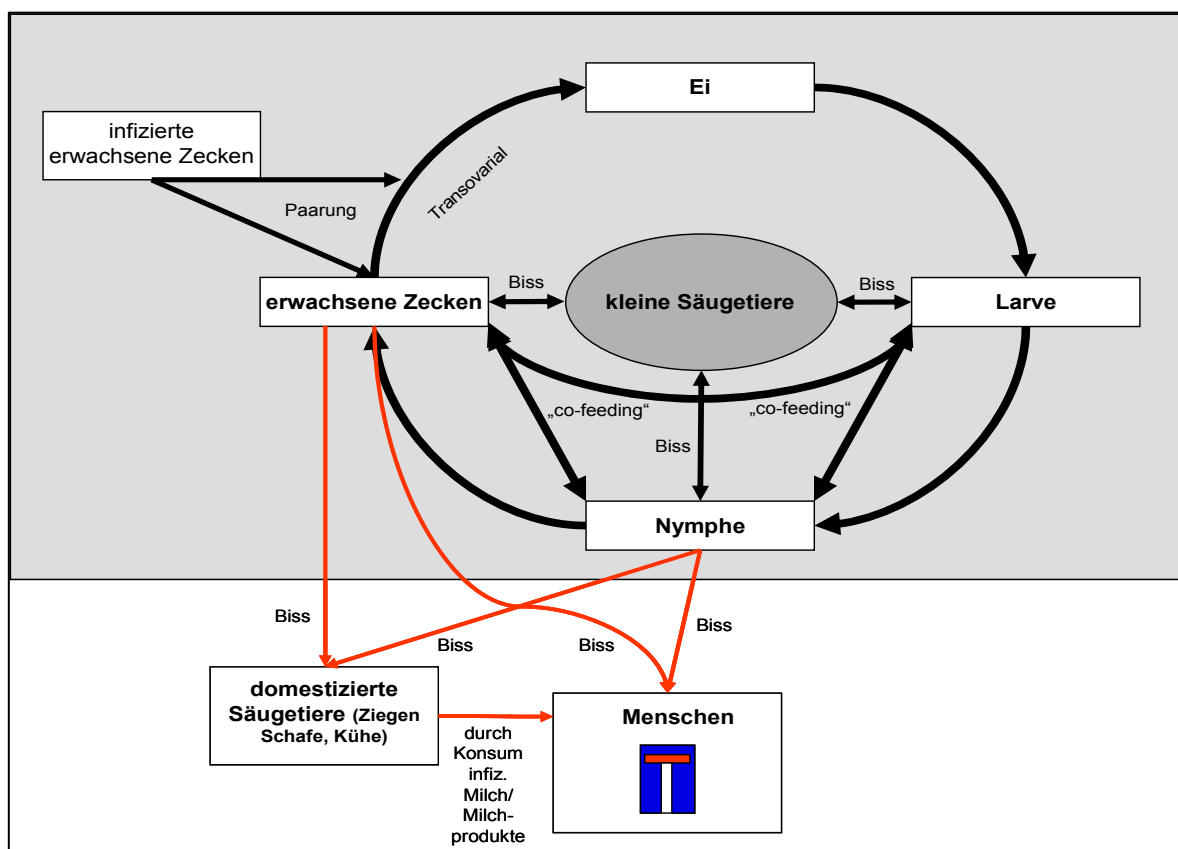 Ei
infizierte
erwachsene Zecken
Transovarial
Paarung
Biss
Biss
erwachsene Zecken
kleine Säugetiere
Larve
„co-feeding“
„co-feeding“
Biss
Nymphe
Biss
Biss
Biss
Biss
domestizierte
Säugetiere (Ziegen
Schafe, Kühe)
Menschen
durch
Konsum
infiz.
Milch/
Milch-
produkte